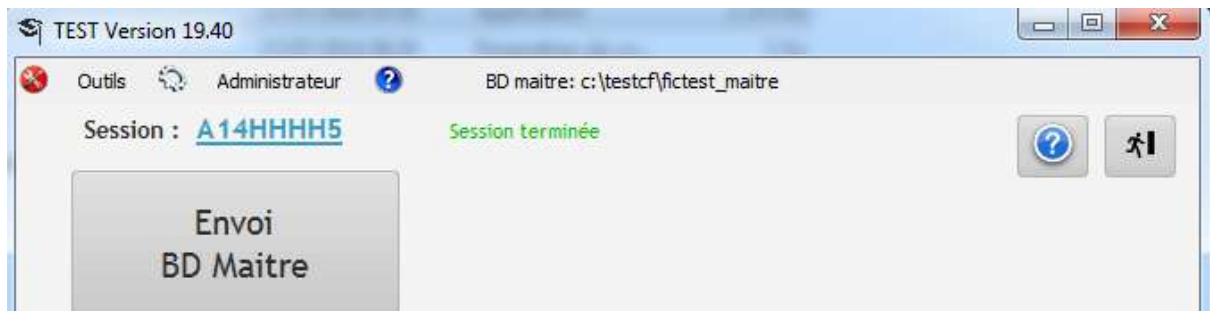 TEST Version 19.40
Outils Administrateur BD maitre: c:\testcf\fictest_maitre
Session : A14HHHH5 Session terminée
Envoi
BD Maitre